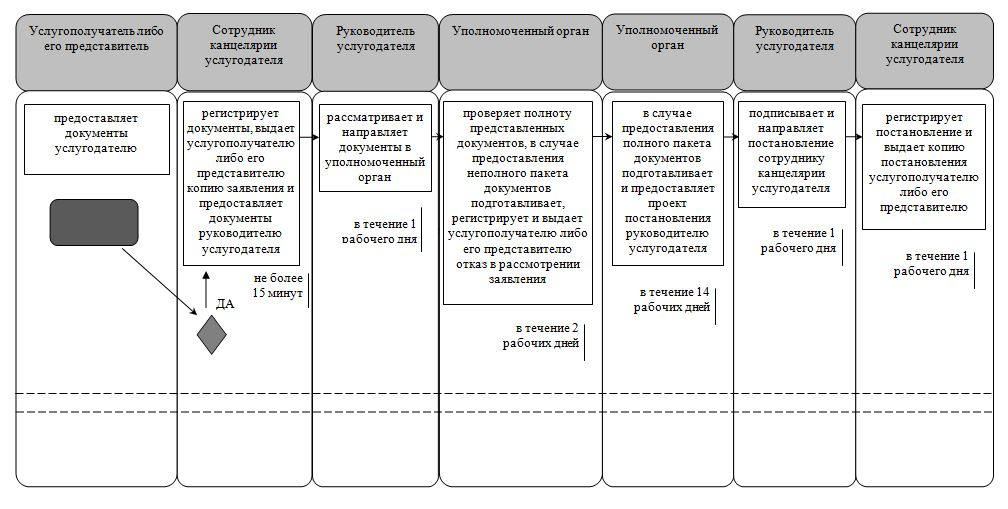 Услугополучатель либо
его представитель
Сотрудник
канцелярии
услугодателя
Руководитель
услугодателя
Уполномоченный орган
Уполномоченный
орган
Руководитель
услугодателя
Сотрудник
канцелярии
услугодателя
предоставляет
документы
услугодателю
регистрирует
документы, выдает
услугополучателю
либо его
представителю
копию заявления и
предоставляет
документы
руководителю
услугодателя
не более
15 минут
ДА
рассматривает и
направляет
документы в
уполномоченный
орган
в течение 1
рабочего дня
проверяет полноту
представленных
документов, в случае
предоставления
неполного пакета
документов
подготавливает,
регистрирует и выдает
услугополучателю либо
его представителю
отказ в рассмотрении
заявления
в течение 2
рабочих дней
в случае
предоставления
полного пакета
документов
подготавливает
и предоставляет
проект
постановления
руководителю
услугодателя
в течение 14
рабочих дней
подписывает и
направляет
постановление
сотруднику
канцелярии
услугодателя
в течение 1
рабочего дня
регистрирует
постановление и
выдает копию
постановления
услугополучателю
либо его
представителю
в течение 1
рабочего дня